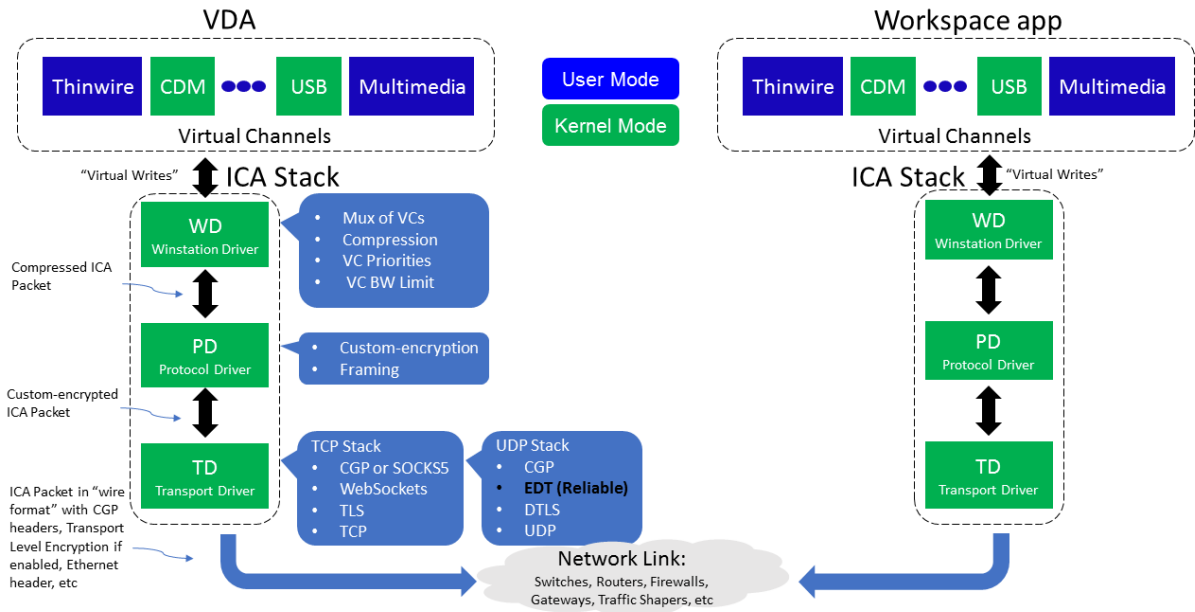 VDA
Workspace app
Thinwire
CDM
USB
Multimedia
Virtual Channels
User Mode
Kernel Mode
Thinwire
CDM
USB
Multimedia
Virtual Channels
“Virtual Writes”
ICA Stack
ICA Stack
“Virtual Writes”
WD
Winstation Driver
• Mux of VCs
• Compression
• VC Priorities
• VC BW Limit
Compressed ICA
Packet
PD
Protocol Driver
• Custom-encryption
• Framing
Custom-encrypted
ICA Packet
TD
Transport Driver
TCP Stack
• CGP or SOCKS5
• WebSockets
• TLS
• TCP
UDP Stack
• CGP
• EDT (Reliable)
• DTLS
• UDP
ICA Packet in “wire
format” with CGP
headers, Transport
Level Encryption if
enabled, Ethernet
header, etc
WD
Winstation Driver
PD
Protocol Driver
TD
Transport Driver
Network Link:
Switches, Routers, Firewalls,
Gateways, Traffic Shapers, etc